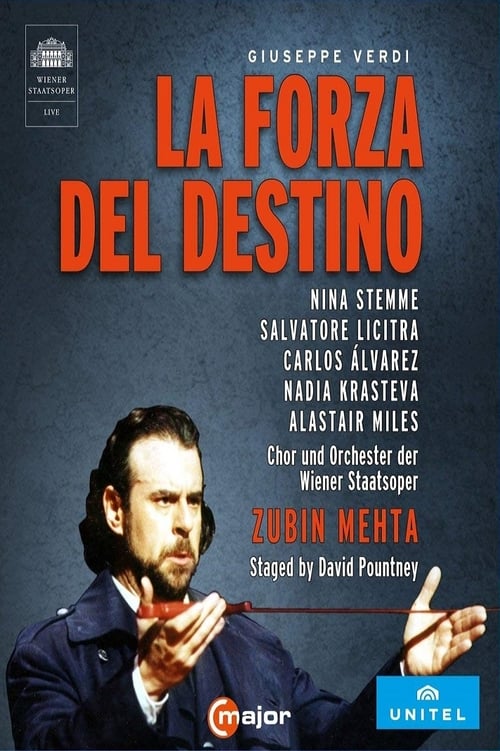 WIENER
STAATSOPER
LIVE
GIUSEPPE VERDI
LA FORZA
DEL DESTINO
NINA STEMME
SALVATORE LICITRA
CARLOS ÁLVAREZ
NADIA KRASTEVA
ALASTAIR MILES
Chor und Orchester der
Wiener Staatsoper
ZUBIN MEHTA
Staged by David Pountney
C major
UNITEL